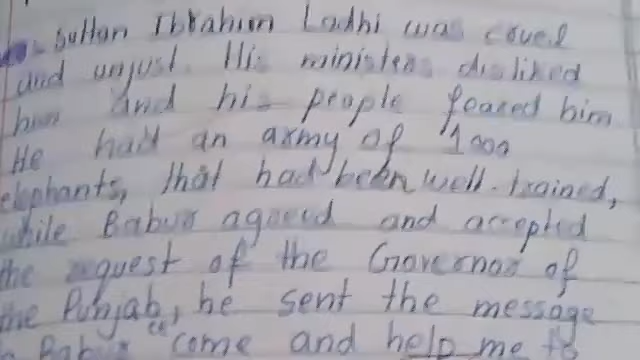 Sultan Ibrahim Lodhi was cruel
and unjust. His ministers disliked
him and his people feared him
He had an army of 1000
elephants, that had been well-trained,
while Babur agreed and accepted
the request of the Governor of
the Punjab, he sent the message
Babur "come and help me to